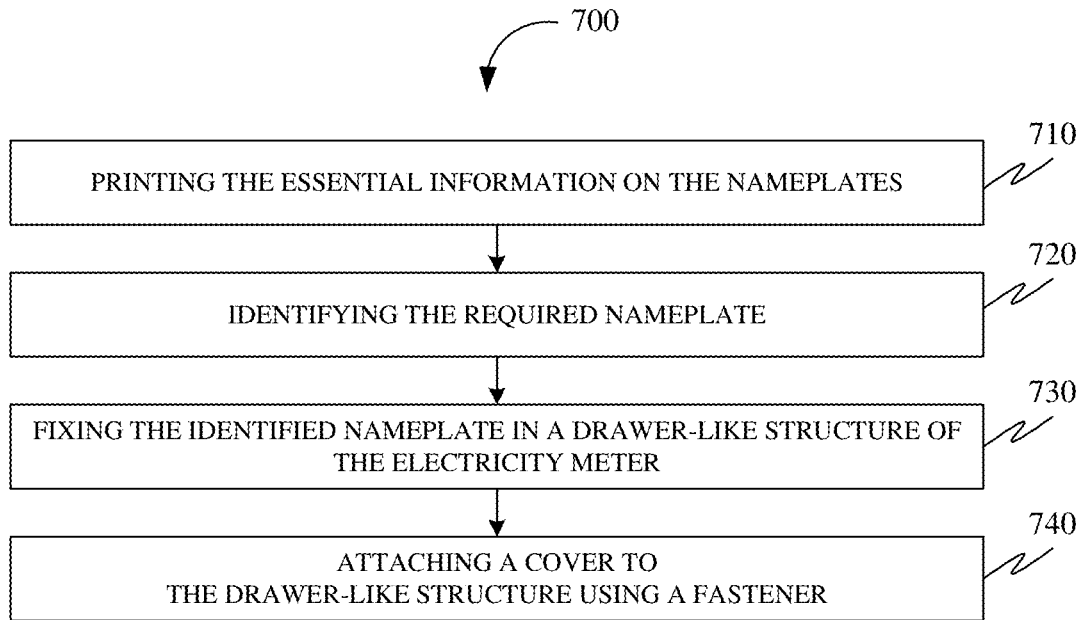 700
710
PRINTING THE ESSENTIAL INFORMATION ON THE NAMEPLATES
720
IDENTIFYING THE REQUIRED NAMEPLATE
730
FIXING THE IDENTIFIED NAMEPLATE IN A DRAWER-LIKE STRUCTURE OF
THE ELECTRICITY METER
740
ATTACHING A COVER TO
THE DRAWER-LIKE STRUCTURE USING A FASTENER